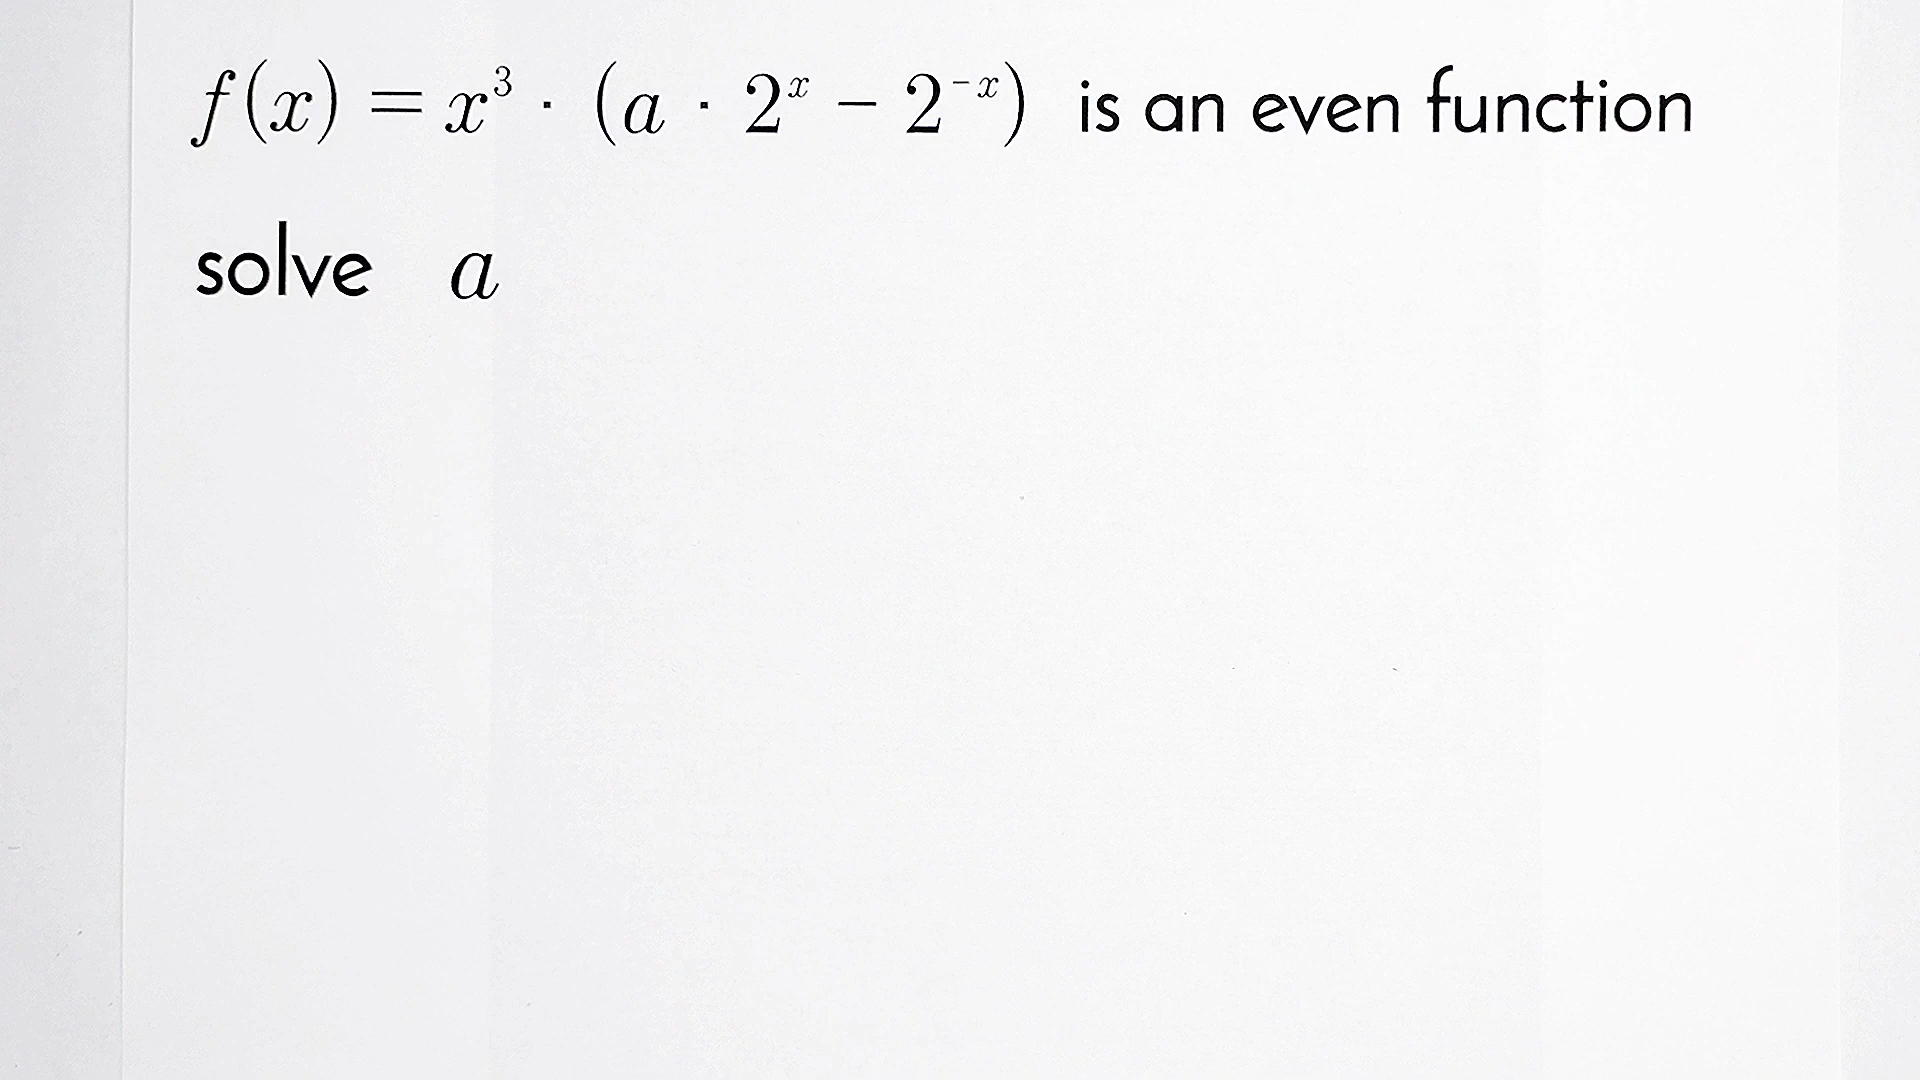 f(x) = x³ · (a · 2ˣ − 2⁻ˣ) is an even function
solve a